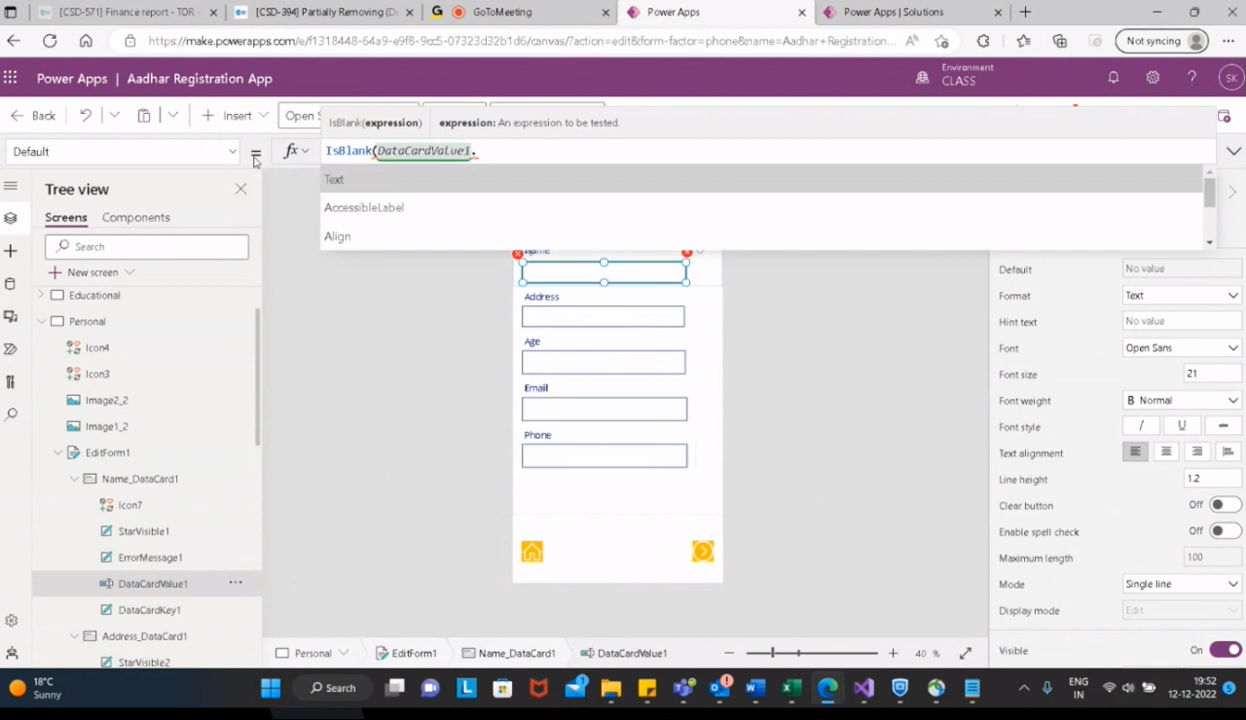 [CSD-571] Finance report - TOR -
[CSD-394] Partially Removing (D
GoToMeeting
Power Apps
Power Apps | Solutions
https://make.powerapps.com/e/f1318448-64a9-e9f8-9cc5-07323d32d1d6/canvas/?action=edit&form-factor=phone&name=Aadhar+Registration...
Not syncing
Power Apps | Aadhar Registration App
Environment
CLASS
SK
Back
Insert
Open S
IsBlank(expression)
expression: An expression to be tested.
Default
=
fx
IsBlank(DataCardValue1.
Text
AccessibleLabel
Align
Tree view
Screens
Components
Search
New screen
Educational
Personal
Icon4
Icon3
Image2_2
Image1_2
EditForm1
Name_DataCard1
Icon7
StarVisible1
ErrorMessage1
DataCardValue1
DataCardKey1
Address_DataCard1
StarVisible2
Name
Address
Age
Email
Phone
Default
No value
Format
Text
Hint text
No value
Font
Open Sans
Font size
21
Font weight
B Normal
Font style
Text alignment
Line height
1.2
Clear button
Off
Enable spell check
Off
Maximum length
100
Mode
Single line
Display mode
Edit
Visible
On
Personal
EditForm1
Name_DataCard1
DataCardValue1
40 %
18°C
Sunny
Search
ENG
IN
19:52
12-12-2022
5